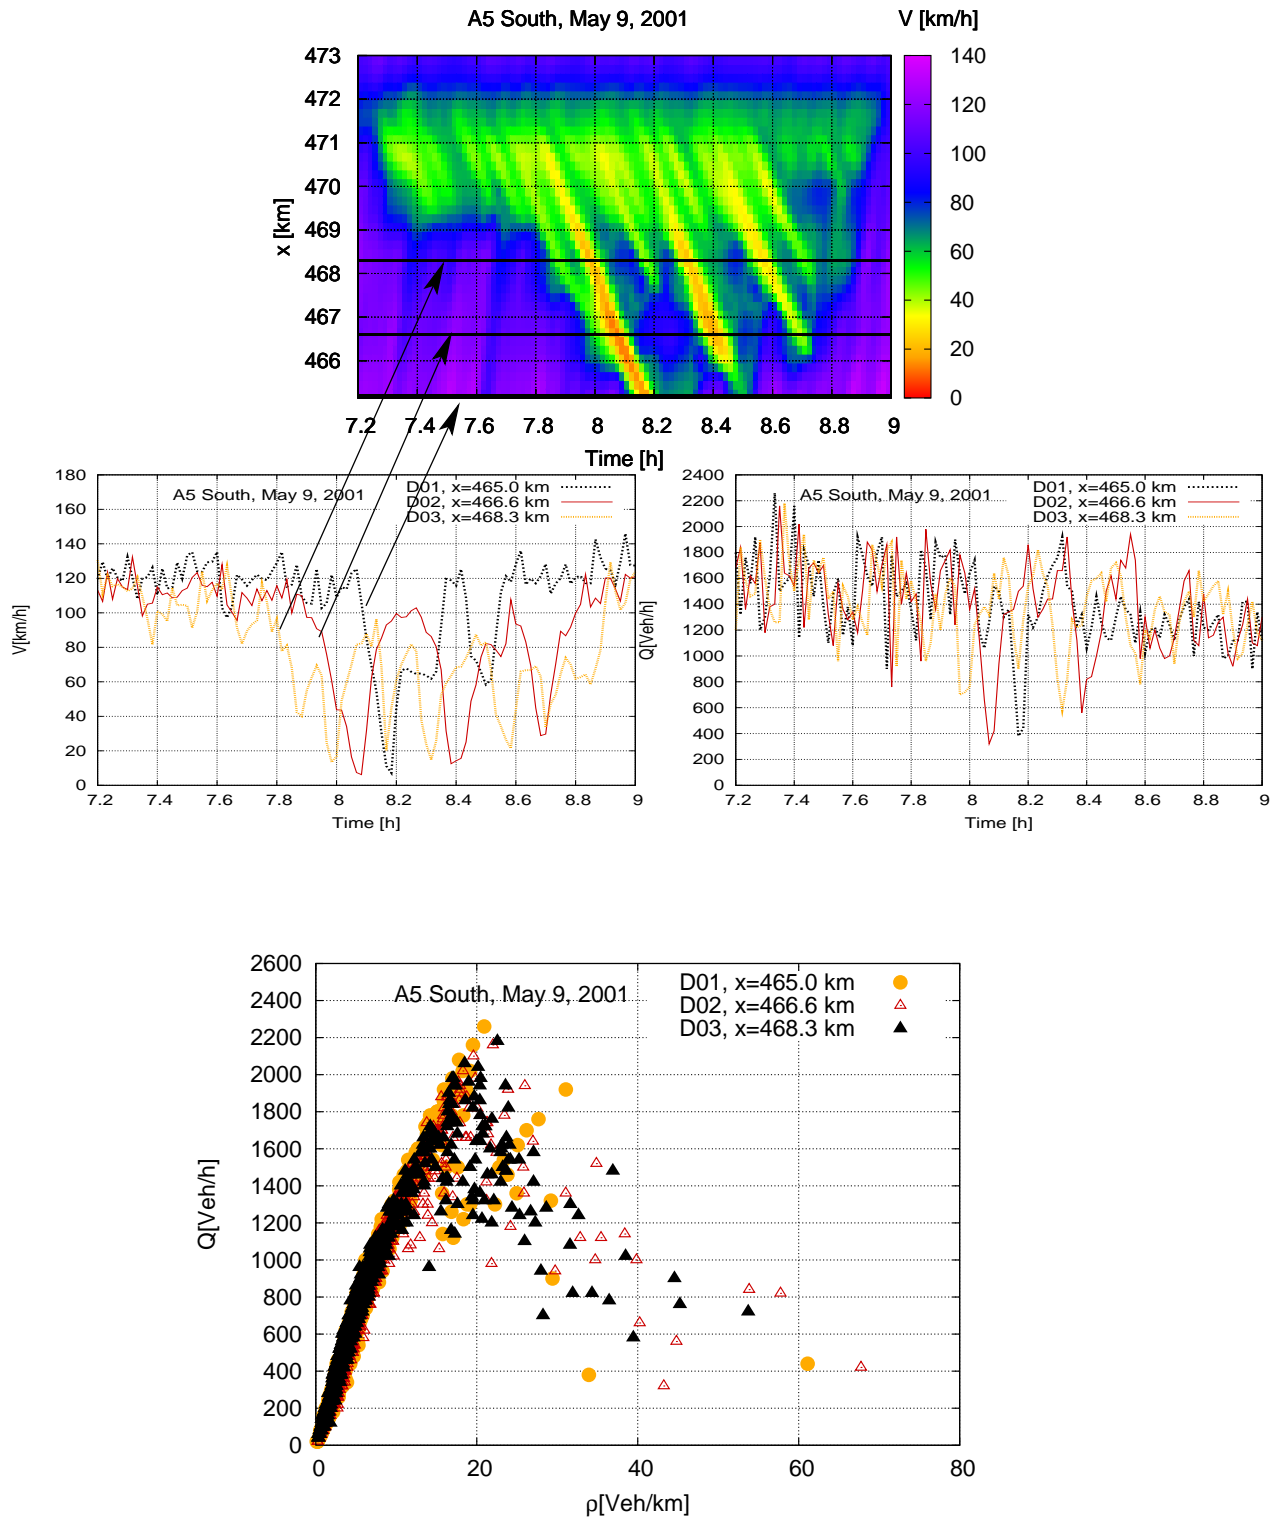 A5 South, May 9, 2001
V [km/h]
473
472
471
470
469
468
467
466
x [km]
140
120
100
80
60
40
20
0
7.2 7.4 7.6 7.8 8 8.2 8.4 8.6 8.8 9
Time [h]
180
160
140
120
100
80
60
40
20
0
V[km/h]
A5 South, May 9, 2001
D01, x=465.0 km
D02, x=466.6 km
D03, x=468.3 km
7.2 7.4 7.6 7.8 8 8.2 8.4 8.6 8.8 9
Time [h]
2400
2200
2000
1800
1600
1400
1200
1000
800
600
400
200
0
Q[Veh/h]
A5 South, May 9, 2001
D01, x=465.0 km
D02, x=466.6 km
D03, x=468.3 km
7.2 7.4 7.6 7.8 8 8.2 8.4 8.6 8.8 9
Time [h]
2600
2400
2200
2000
1800
1600
1400
1200
1000
800
600
400
200
0
Q[Veh/h]
A5 South, May 9, 2001
D01, x=465.0 km
D02, x=466.6 km
D03, x=468.3 km
0 20 40 60 80
ρ[Veh/km]